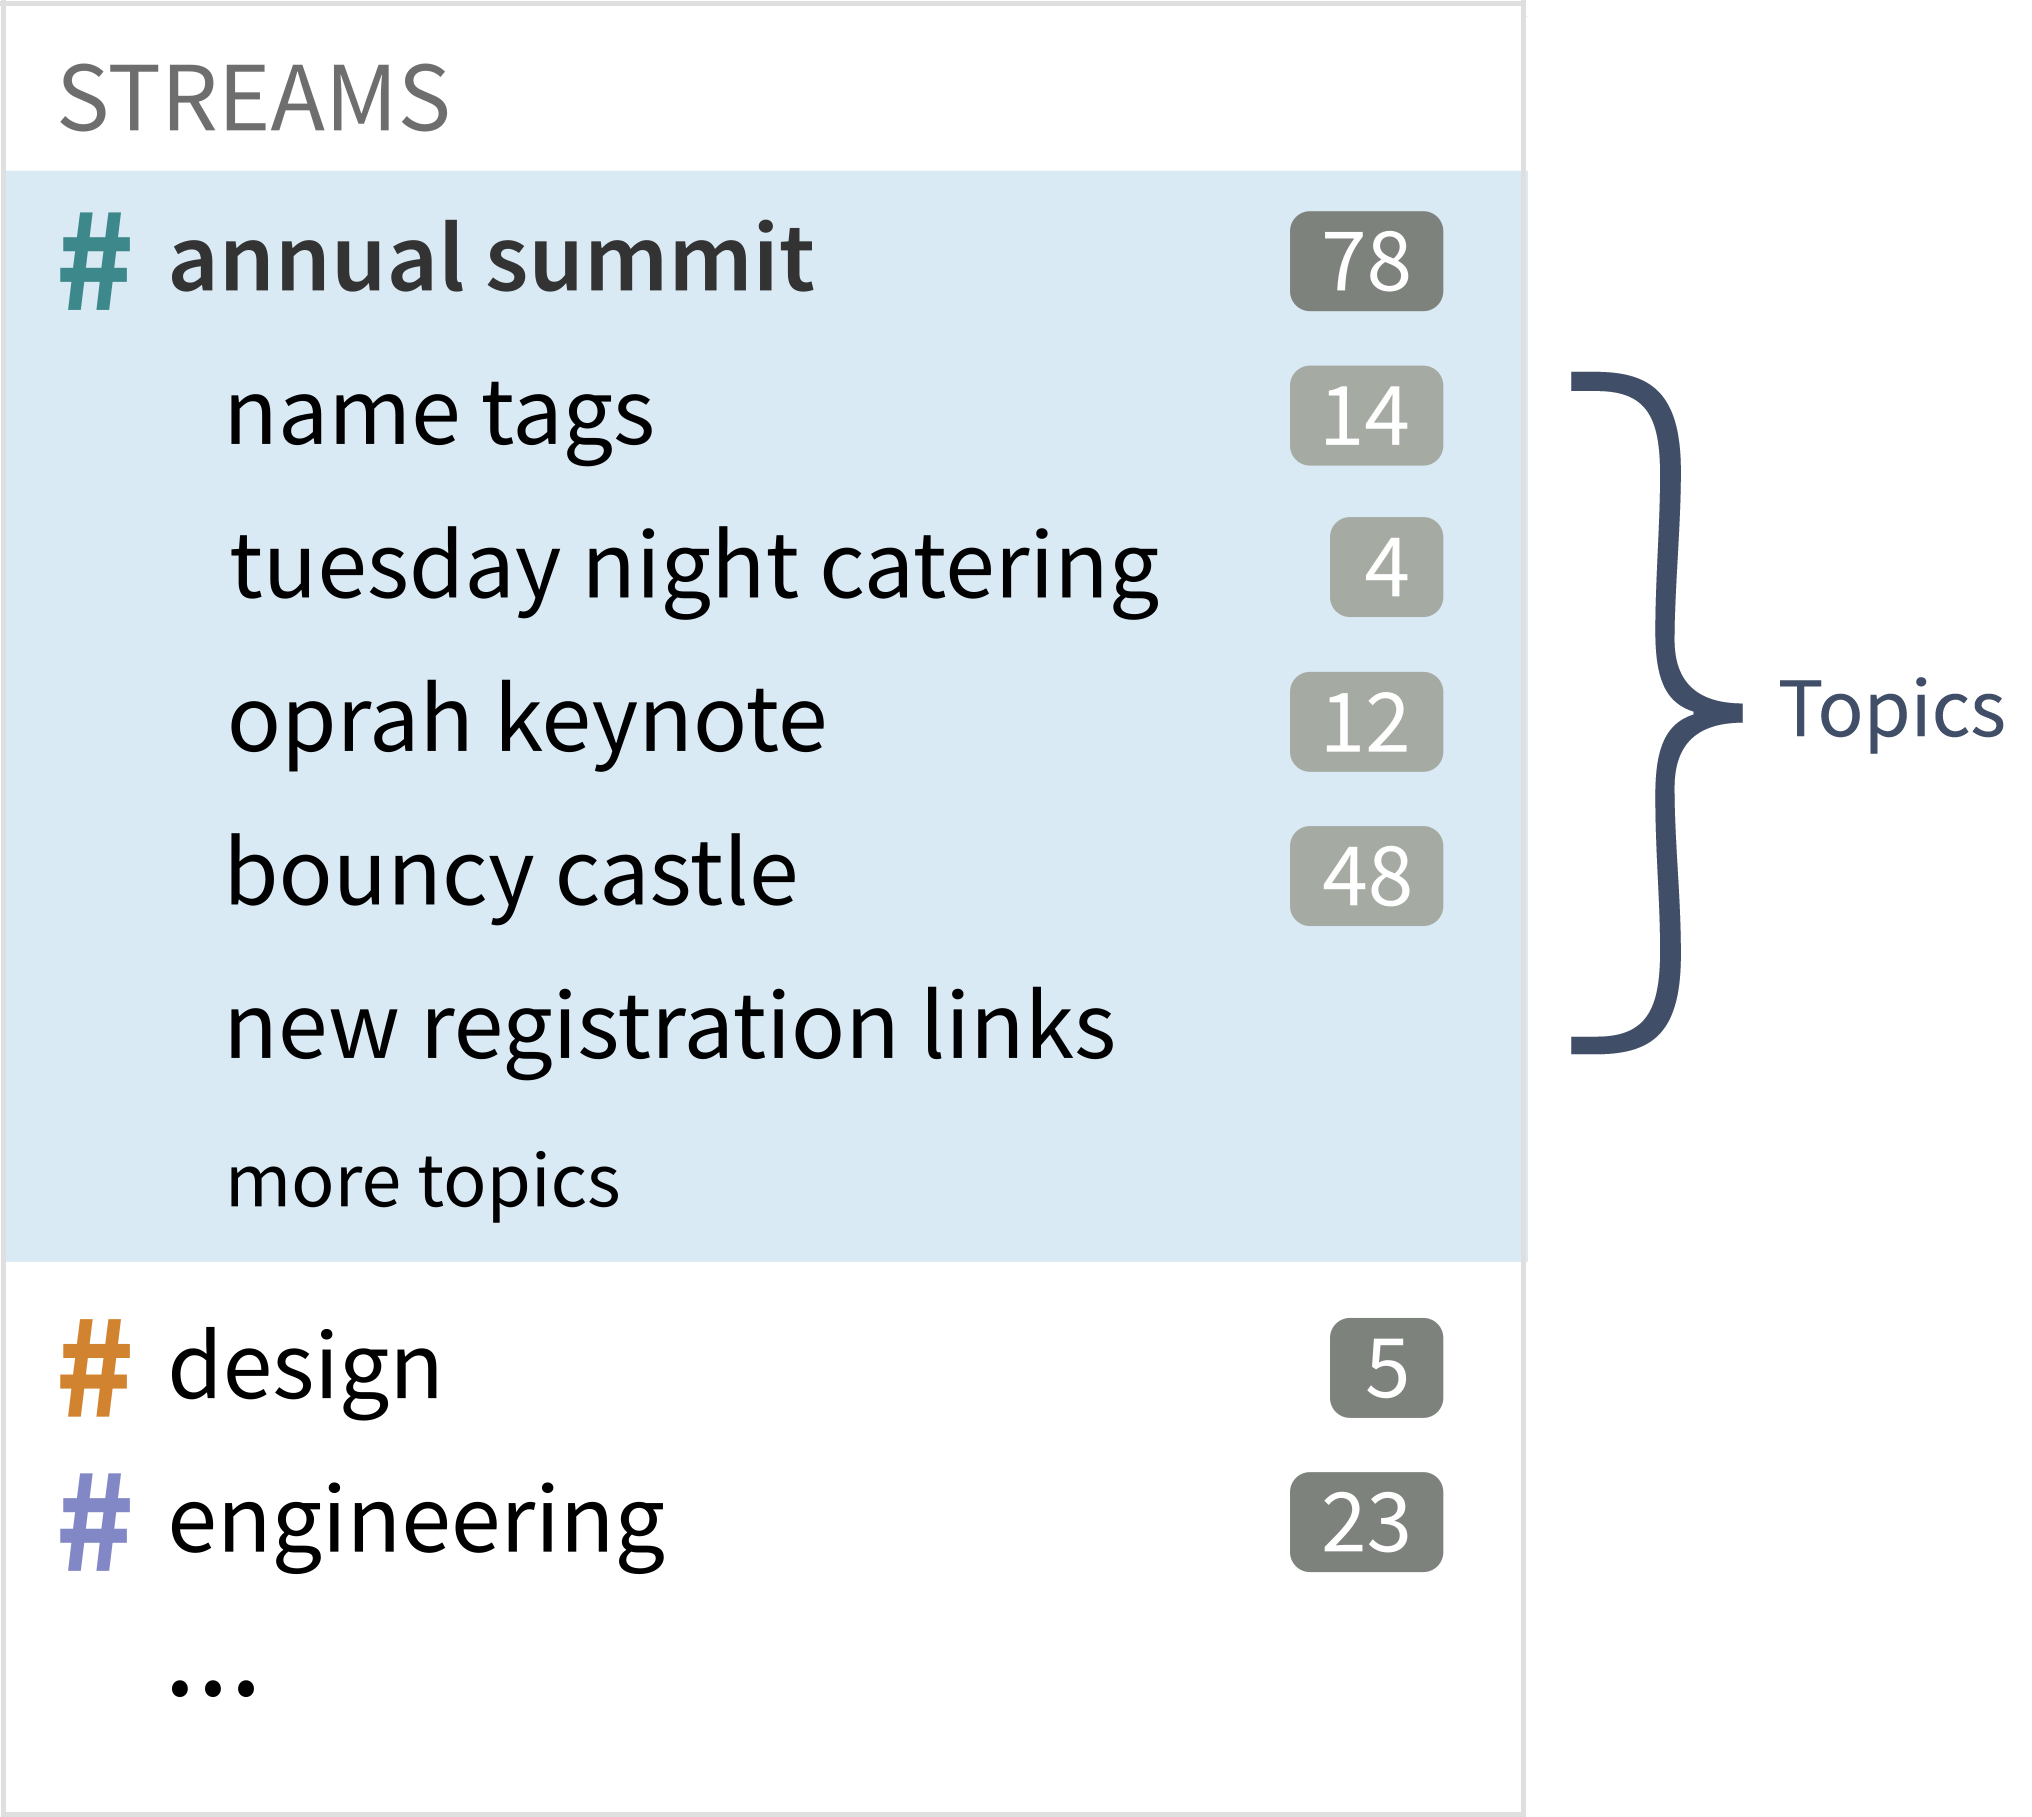 STREAMS
# annual summit 78
name tags 14
tuesday night catering 4
oprah keynote 12
Topics
bouncy castle 48
new registration links
more topics
# design 5
# engineering 23
...